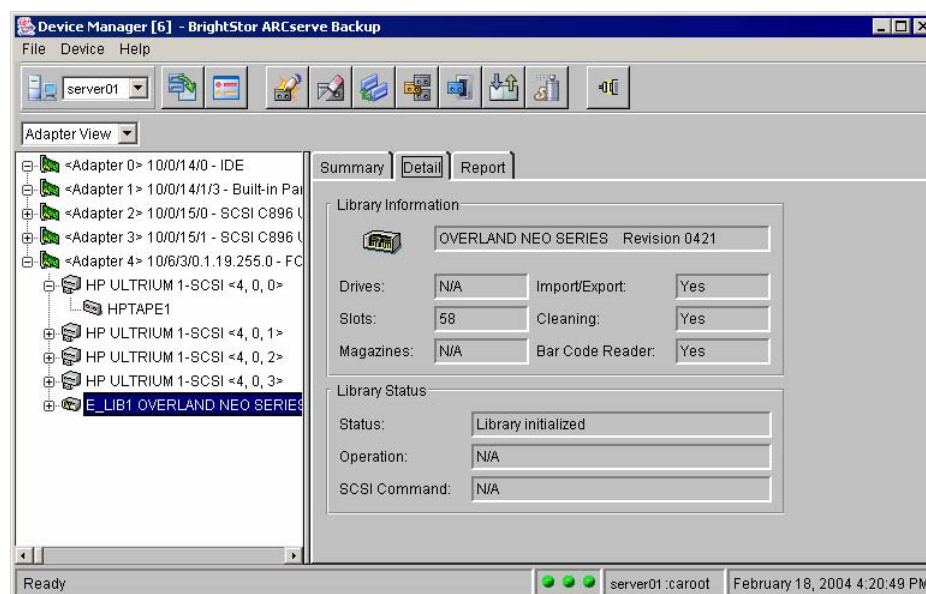 Device Manager [6] - BrightStor ARCserve Backup
File Device Help
server01
Adapter View
<Adapter 0> 10/0/14/0 - IDE
<Adapter 1> 10/0/14/1/3 - Built-in Par
<Adapter 2> 10/0/15/0 - SCSI C896 U
<Adapter 3> 10/0/15/1 - SCSI C896 U
<Adapter 4> 10/6/3/0.1.19.255.0 - FC
HP ULTRIUM 1-SCSI <4, 0, 0>
HPTAPE1
HP ULTRIUM 1-SCSI <4, 0, 1>
HP ULTRIUM 1-SCSI <4, 0, 2>
HP ULTRIUM 1-SCSI <4, 0, 3>
E_LIB1 OVERLAND NEO SERIES
Summary Detail Report
Library Information
OVERLAND NEO SERIES Revision 0421
Drives: N/A Import/Export: Yes
Slots: 58 Cleaning: Yes
Magazines: N/A Bar Code Reader: Yes
Library Status
Status: Library initialized
Operation: N/A
SCSI Command: N/A
Ready server01:caroot February 18, 2004 4:20:49 PM